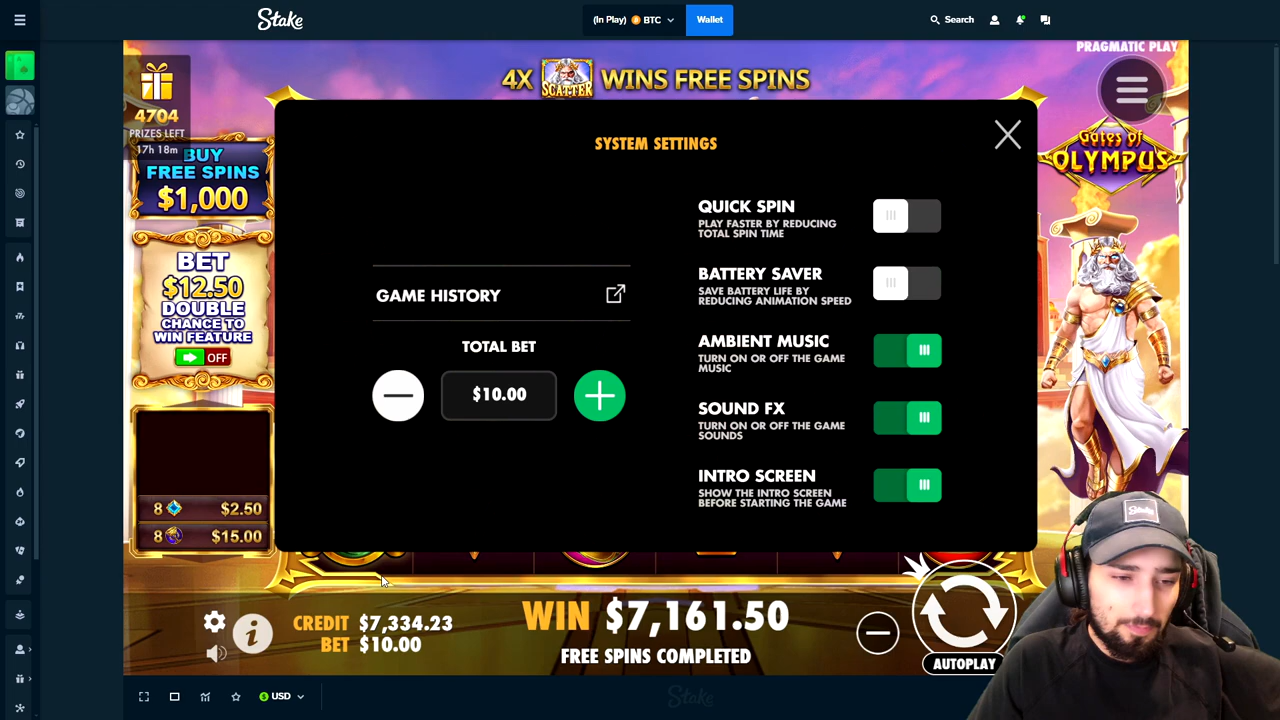 Stake
(In Play) BTC
Wallet
Search
PRAGMATIC PLAY
4X SCATTER WINS FREE SPINS
4704
PRIZES LEFT
17h 18m
BUY
FREE SPINS
$1,000
BET
$12.50
DOUBLE
CHANCE TO
WIN FEATURE
OFF
8 $2.50
8 $15.00
Gates of
OLYMPUS
SYSTEM SETTINGS
GAME HISTORY
TOTAL BET
$10.00
QUICK SPIN
PLAY FASTER BY REDUCING
TOTAL SPIN TIME
BATTERY SAVER
SAVE BATTERY LIFE BY
REDUCING ANIMATION SPEED
AMBIENT MUSIC
TURN ON OR OFF THE GAME
MUSIC
SOUND FX
TURN ON OR OFF THE GAME
SOUNDS
INTRO SCREEN
SHOW THE INTRO SCREEN
BEFORE STARTING THE GAME
CREDIT $7,334.23
BET $10.00
WIN $7,161.50
FREE SPINS COMPLETED
AUTOPLAY
Stake
USD
Stake